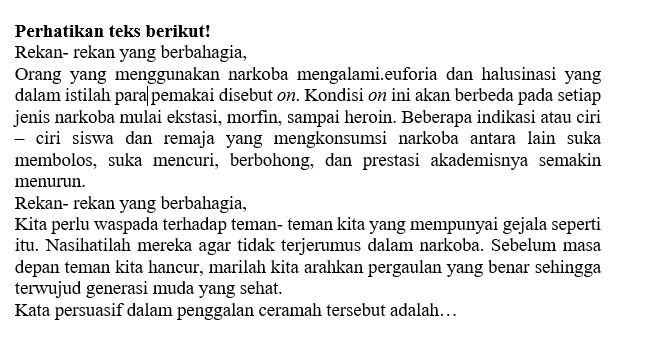 Perhatikan teks berikut!
Rekan- rekan yang berbahagia,
Orang yang menggunakan narkoba mengalami.euforia dan halusinasi yang
dalam istilah para pemakai disebut on. Kondisi on ini akan berbeda pada setiap
jenis narkoba mulai ekstasi, morfin, sampai heroin. Beberapa indikasi atau ciri
– ciri siswa dan remaja yang mengkonsumsi narkoba antara lain suka
membolos, suka mencuri, berbohong, dan prestasi akademisnya semakin
menurun.
Rekan- rekan yang berbahagia,
Kita perlu waspada terhadap teman- teman kita yang mempunyai gejala seperti
itu. Nasihatilah mereka agar tidak terjerumus dalam narkoba. Sebelum masa
depan teman kita hancur, marilah kita arahkan pergaulan yang benar sehingga
terwujud generasi muda yang sehat.
Kata persuasif dalam penggalan ceramah tersebut adalah…